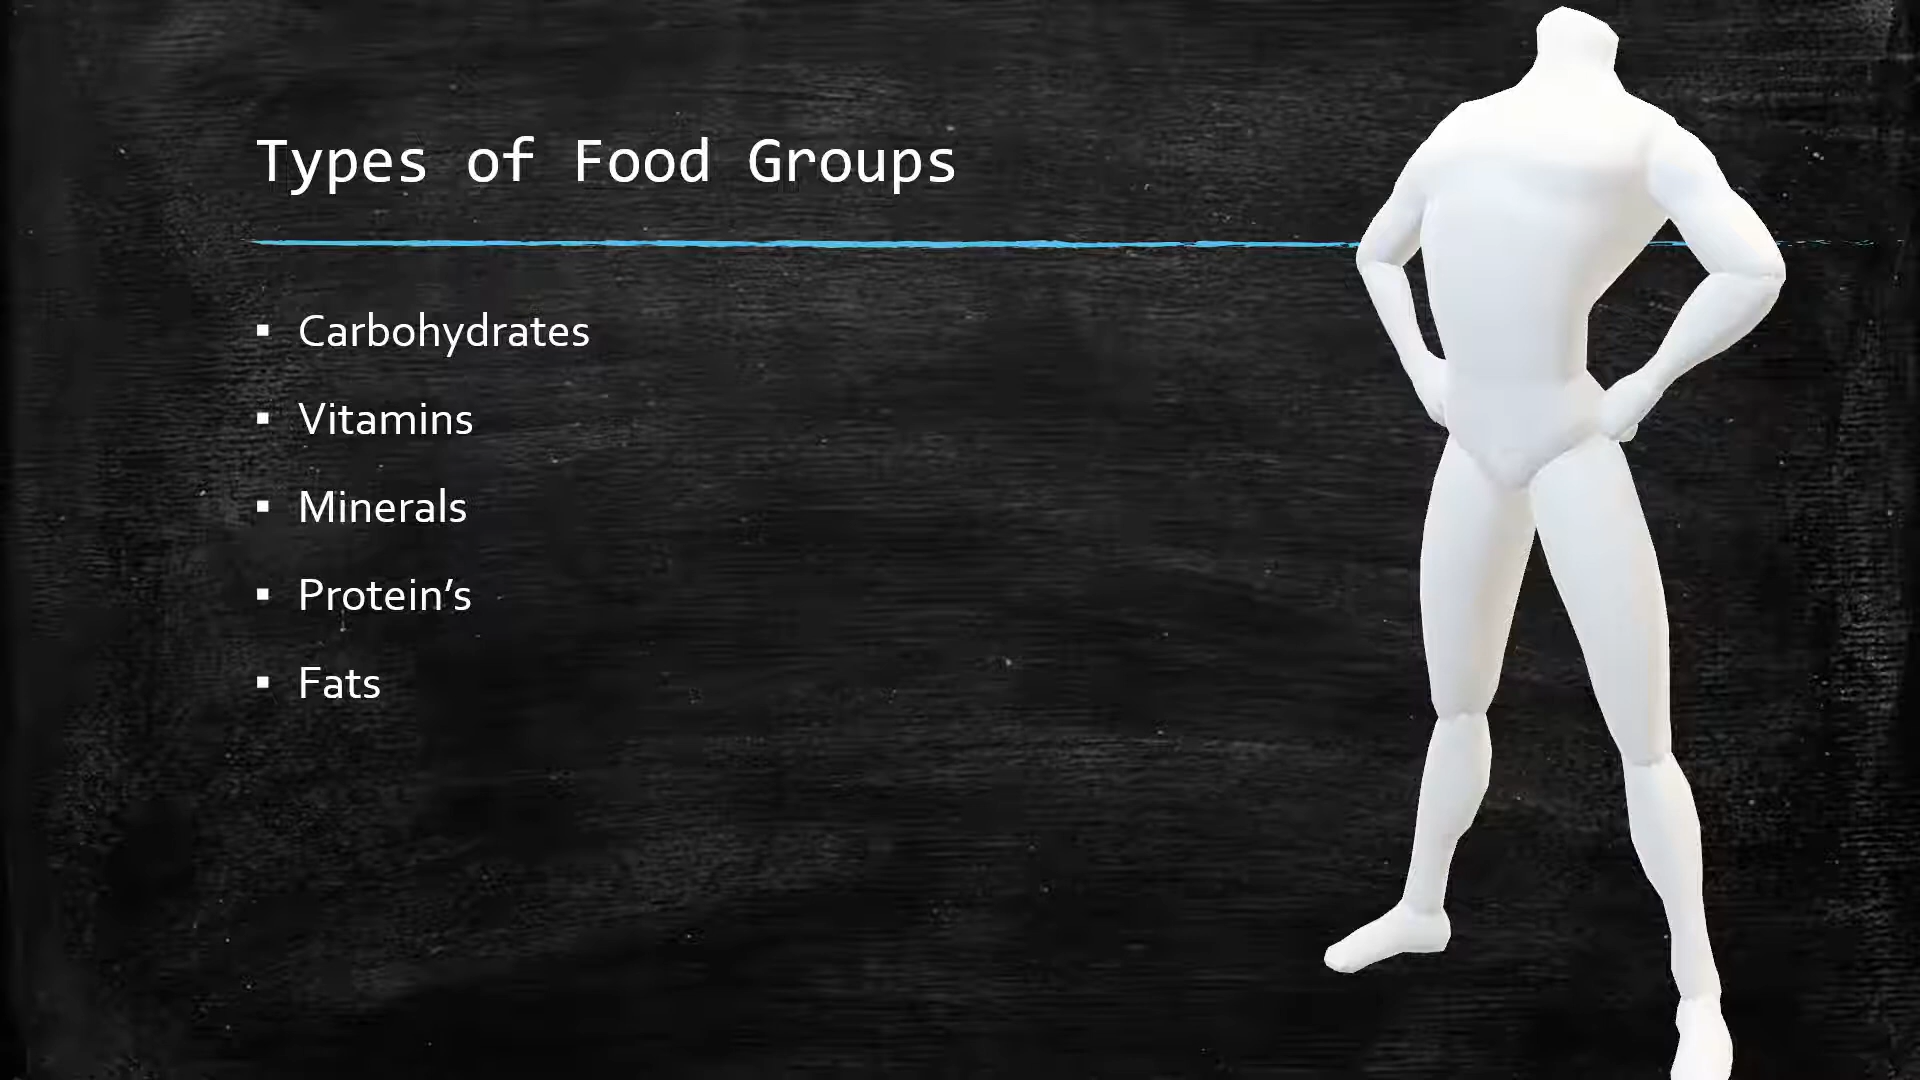 Types of Food Groups
Carbohydrates
Vitamins
Minerals
Protein’s
Fats